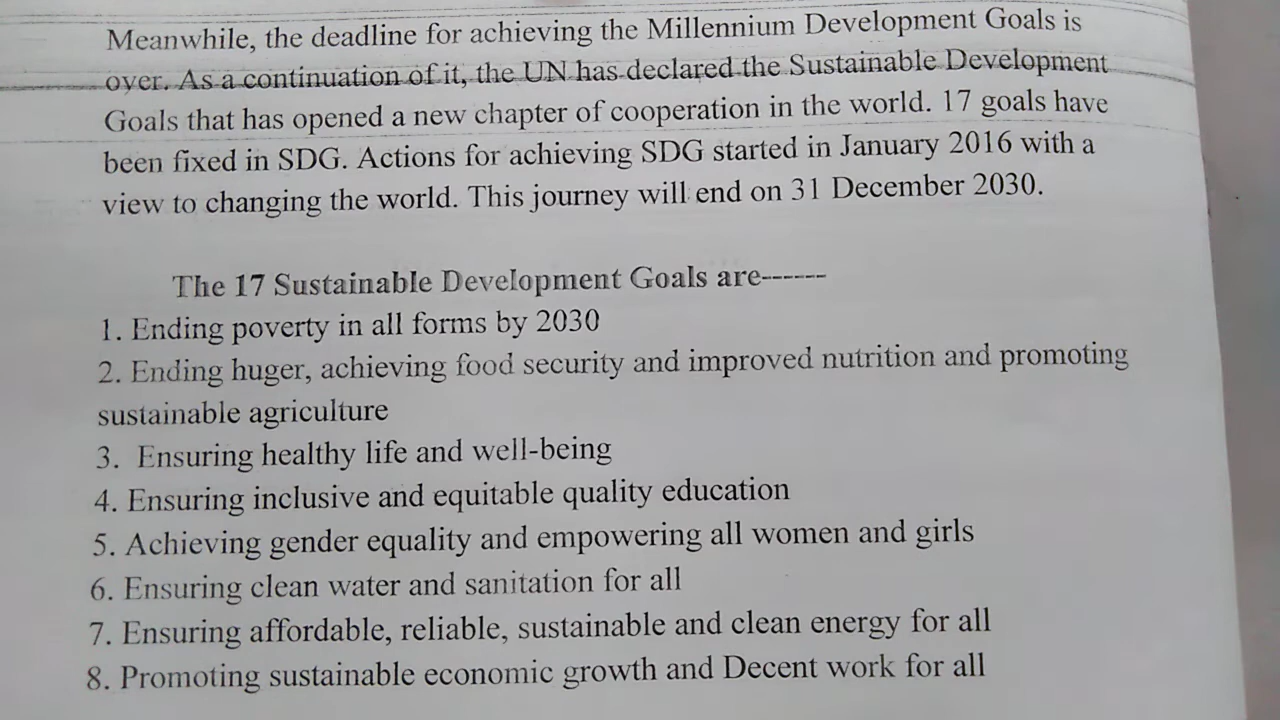 Meanwhile, the deadline for achieving the Millennium Development Goals is
over. As a continuation of it, the UN has declared the Sustainable Development
Goals that has opened a new chapter of cooperation in the world. 17 goals have
been fixed in SDG. Actions for achieving SDG started in January 2016 with a
view to changing the world. This journey will end on 31 December 2030.
The 17 Sustainable Development Goals are------
1. Ending poverty in all forms by 2030
2. Ending huger, achieving food security and improved nutrition and promoting
sustainable agriculture
3. Ensuring healthy life and well-being
4. Ensuring inclusive and equitable quality education
5. Achieving gender equality and empowering all women and girls
6. Ensuring clean water and sanitation for all
7. Ensuring affordable, reliable, sustainable and clean energy for all
8. Promoting sustainable economic growth and Decent work for all